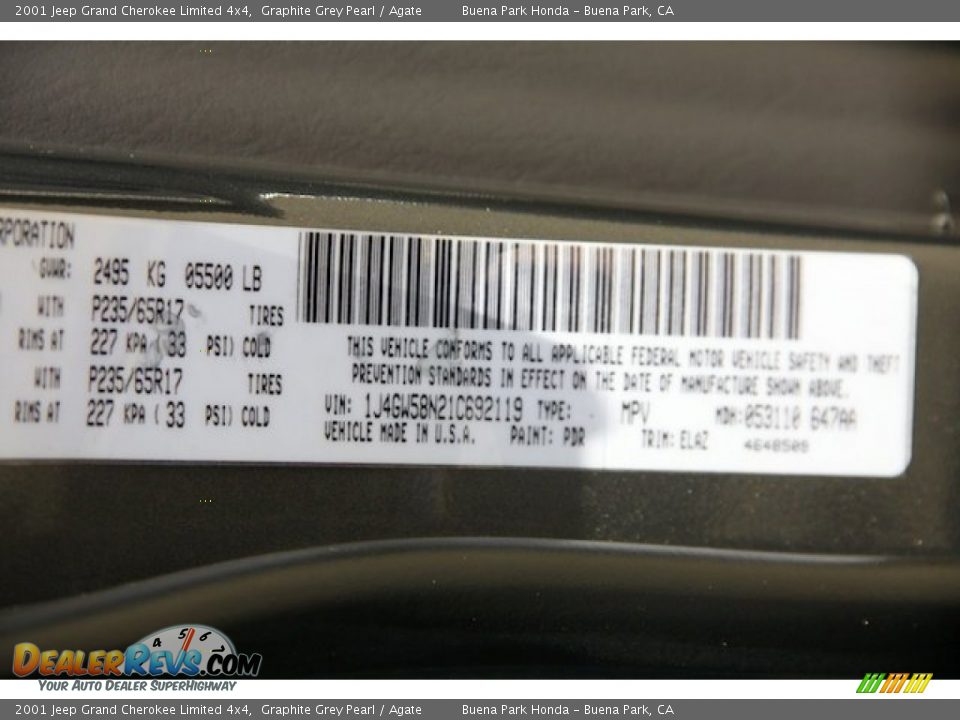 2001 Jeep Grand Cherokee Limited 4x4,  Graphite Grey Pearl / Agate    Buena Park Honda - Buena Park, CA
RPORATION
GVWR: 2495 KG 05500 LB
WITH P235/65R17 TIRES
RIMS AT 227 KPA ( 33 PSI) COLD
WITH P235/65R17 TIRES
RIMS AT 227 KPA ( 33 PSI) COLD
THIS VEHICLE CONFORMS TO ALL APPLICABLE FEDERAL MOTOR VEHICLE SAFETY AND THEFT
PREVENTION STANDARDS IN EFFECT ON THE DATE OF MANUFACTURE SHOWN ABOVE.
VIN: 1J4GW58N21C692119 TYPE: MPV MDH: 053110 647AA
VEHICLE MADE IN U.S.A. PAINT: PDR TRIM: ELAZ 4648509
4 5 6
DEALERREVS.COM
YOUR AUTO DEALER SUPERHIGHWAY
2001 Jeep Grand Cherokee Limited 4x4,  Graphite Grey Pearl / Agate    Buena Park Honda - Buena Park, CA